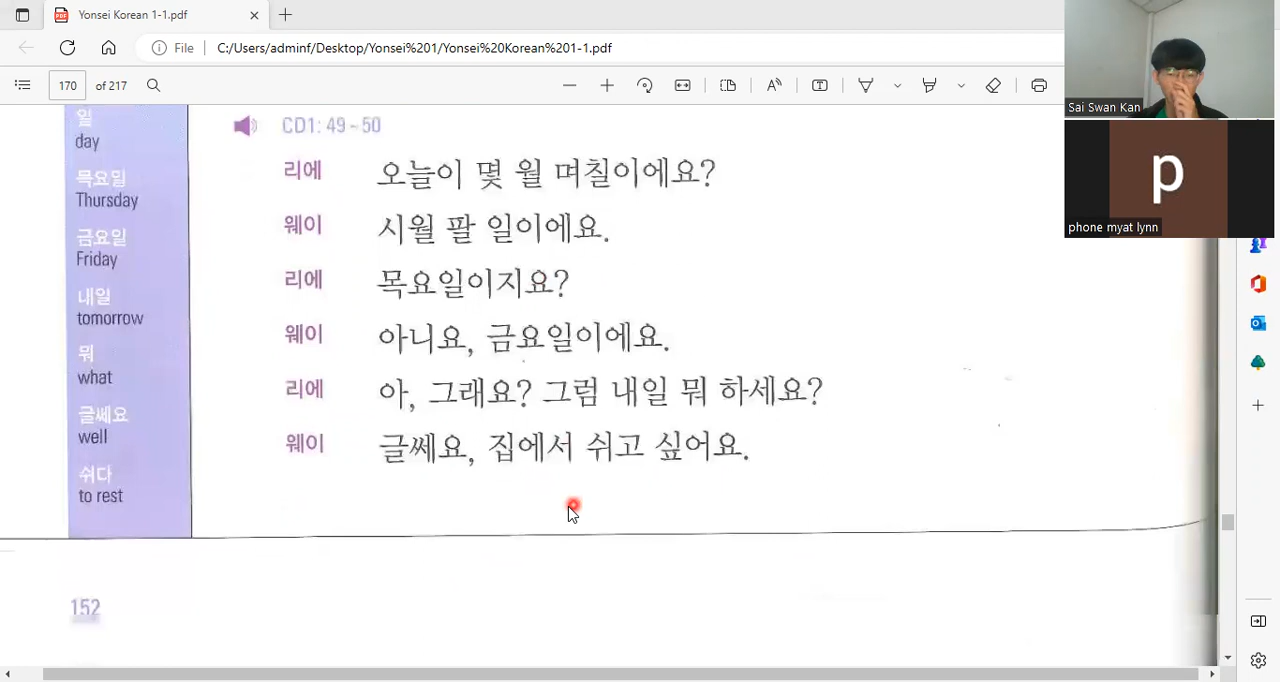 Yonsei Korean 1-1.pdf
File C:/Users/adminf/Desktop/Yonsei%201/Yonsei%20Korean%201-1.pdf
170 of 217
Sai Swan Kan
p
phone myat lynn
일
day
목요일
Thursday
금요일
Friday
내일
tomorrow
뭐
what
글쎄요
well
쉬다
to rest
CD1: 49 ~ 50
리에 오늘이 몇 월 며칠이에요?
웨이 시월 팔 일이에요.
리에 목요일이지요?
웨이 아니요, 금요일이에요.
리에 아, 그래요? 그럼 내일 뭐 하세요?
웨이 글쎄요, 집에서 쉬고 싶어요.
152